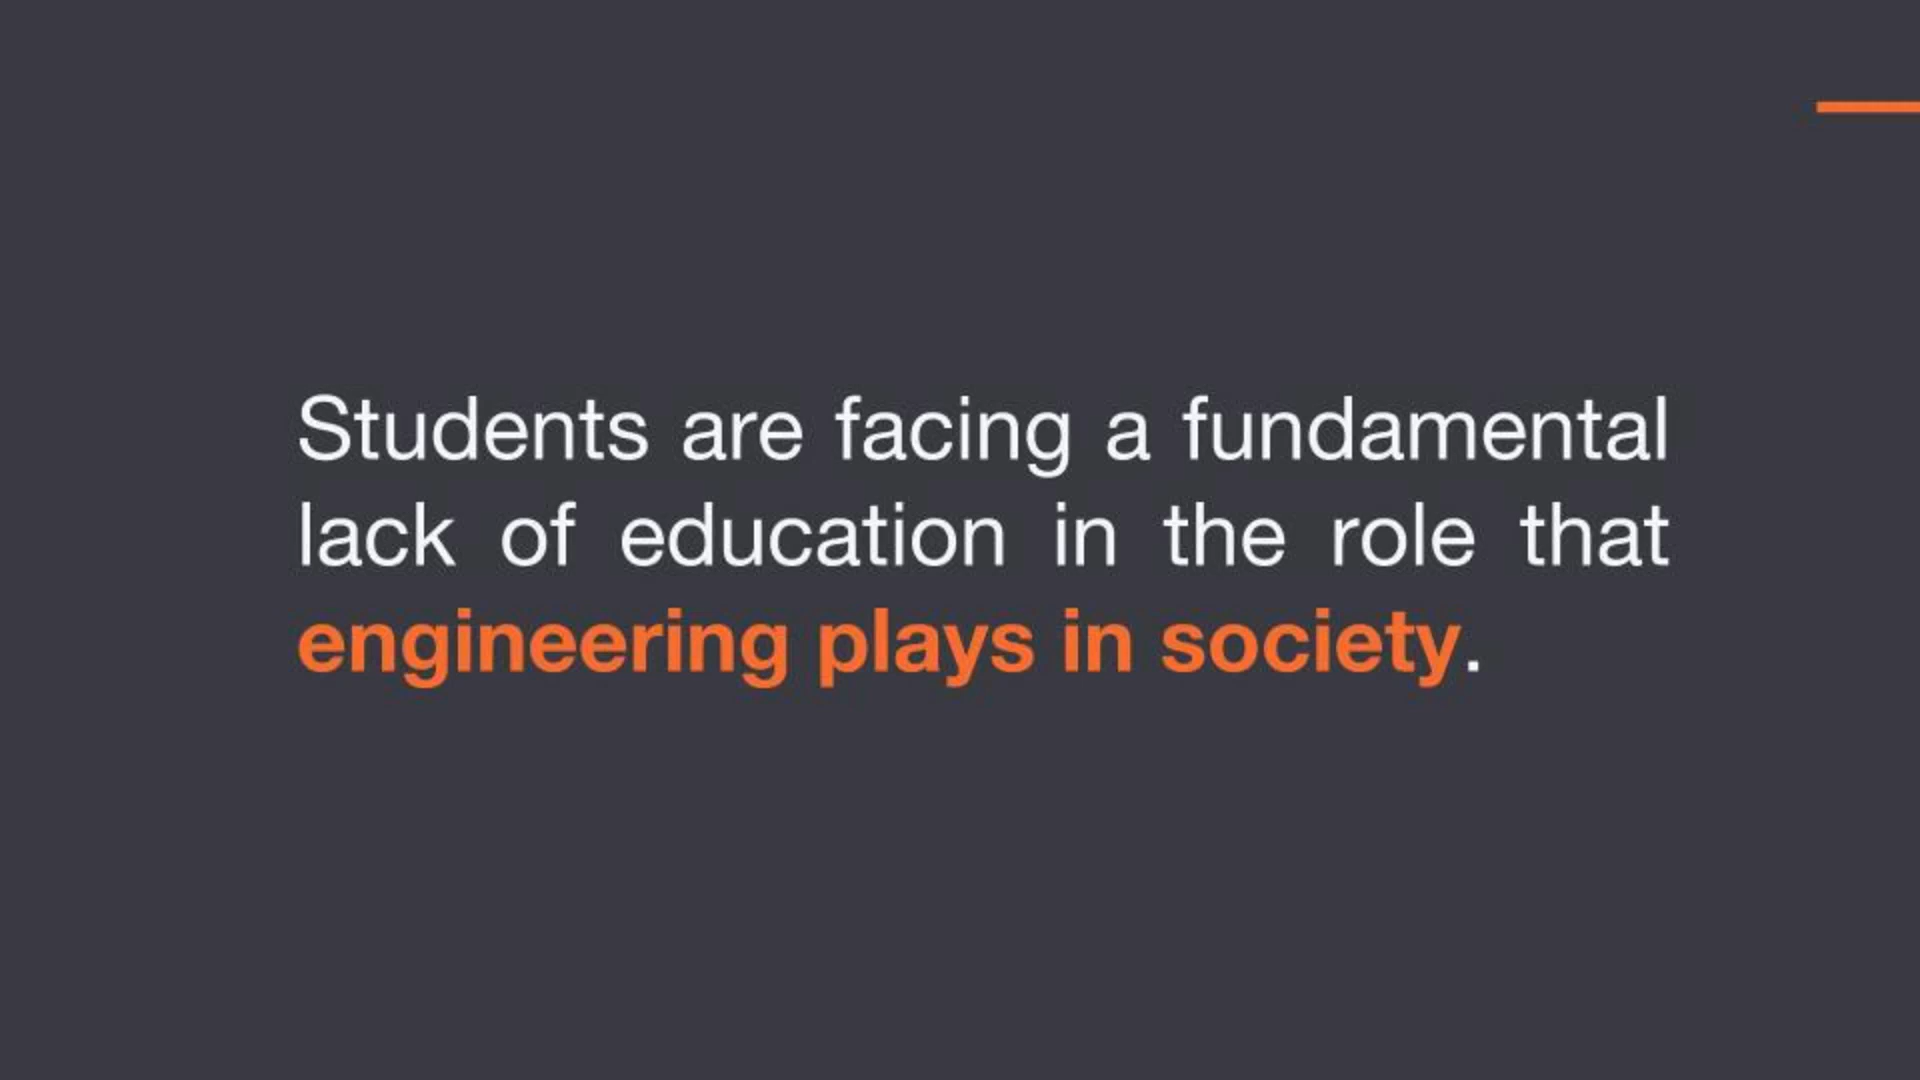 Students are facing a fundamental
lack of education in the role that
engineering plays in society.